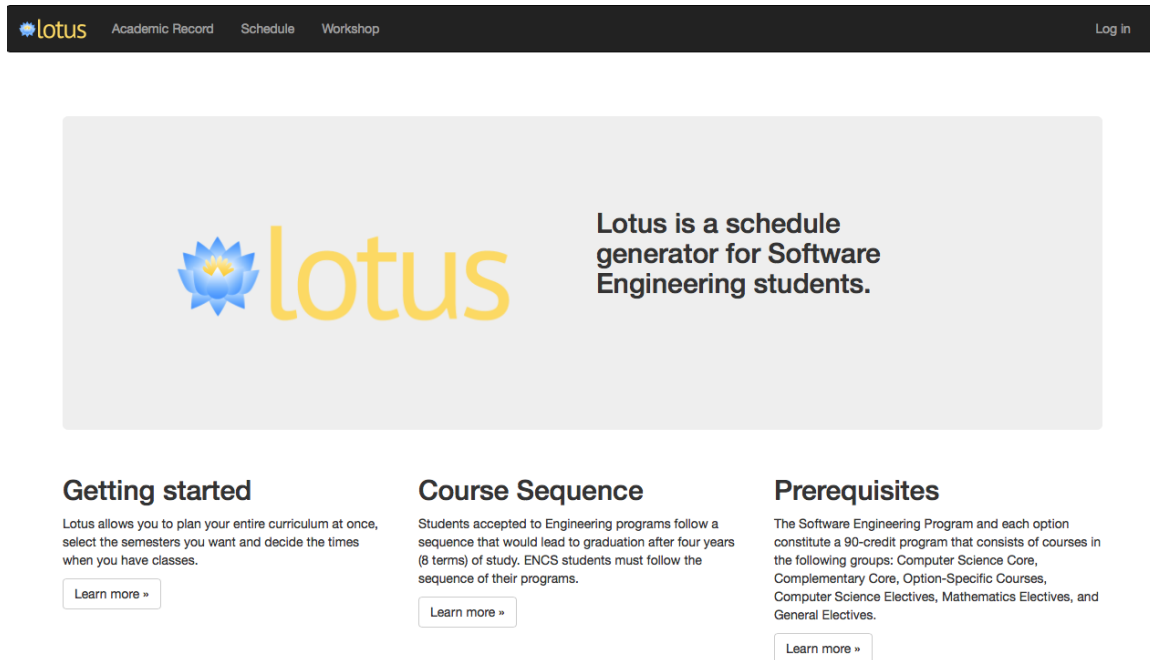 lotus Academic Record Schedule Workshop Log in
lotus
Lotus is a schedule
generator for Software
Engineering students.
Getting started
Lotus allows you to plan your entire curriculum at once,
select the semesters you want and decide the times
when you have classes.
Learn more »
Course Sequence
Students accepted to Engineering programs follow a
sequence that would lead to graduation after four years
(8 terms) of study. ENCS students must follow the
sequence of their programs.
Learn more »
Prerequisites
The Software Engineering Program and each option
constitute a 90-credit program that consists of courses in
the following groups: Computer Science Core,
Complementary Core, Option-Specific Courses,
Computer Science Electives, Mathematics Electives, and
General Electives.
Learn more »